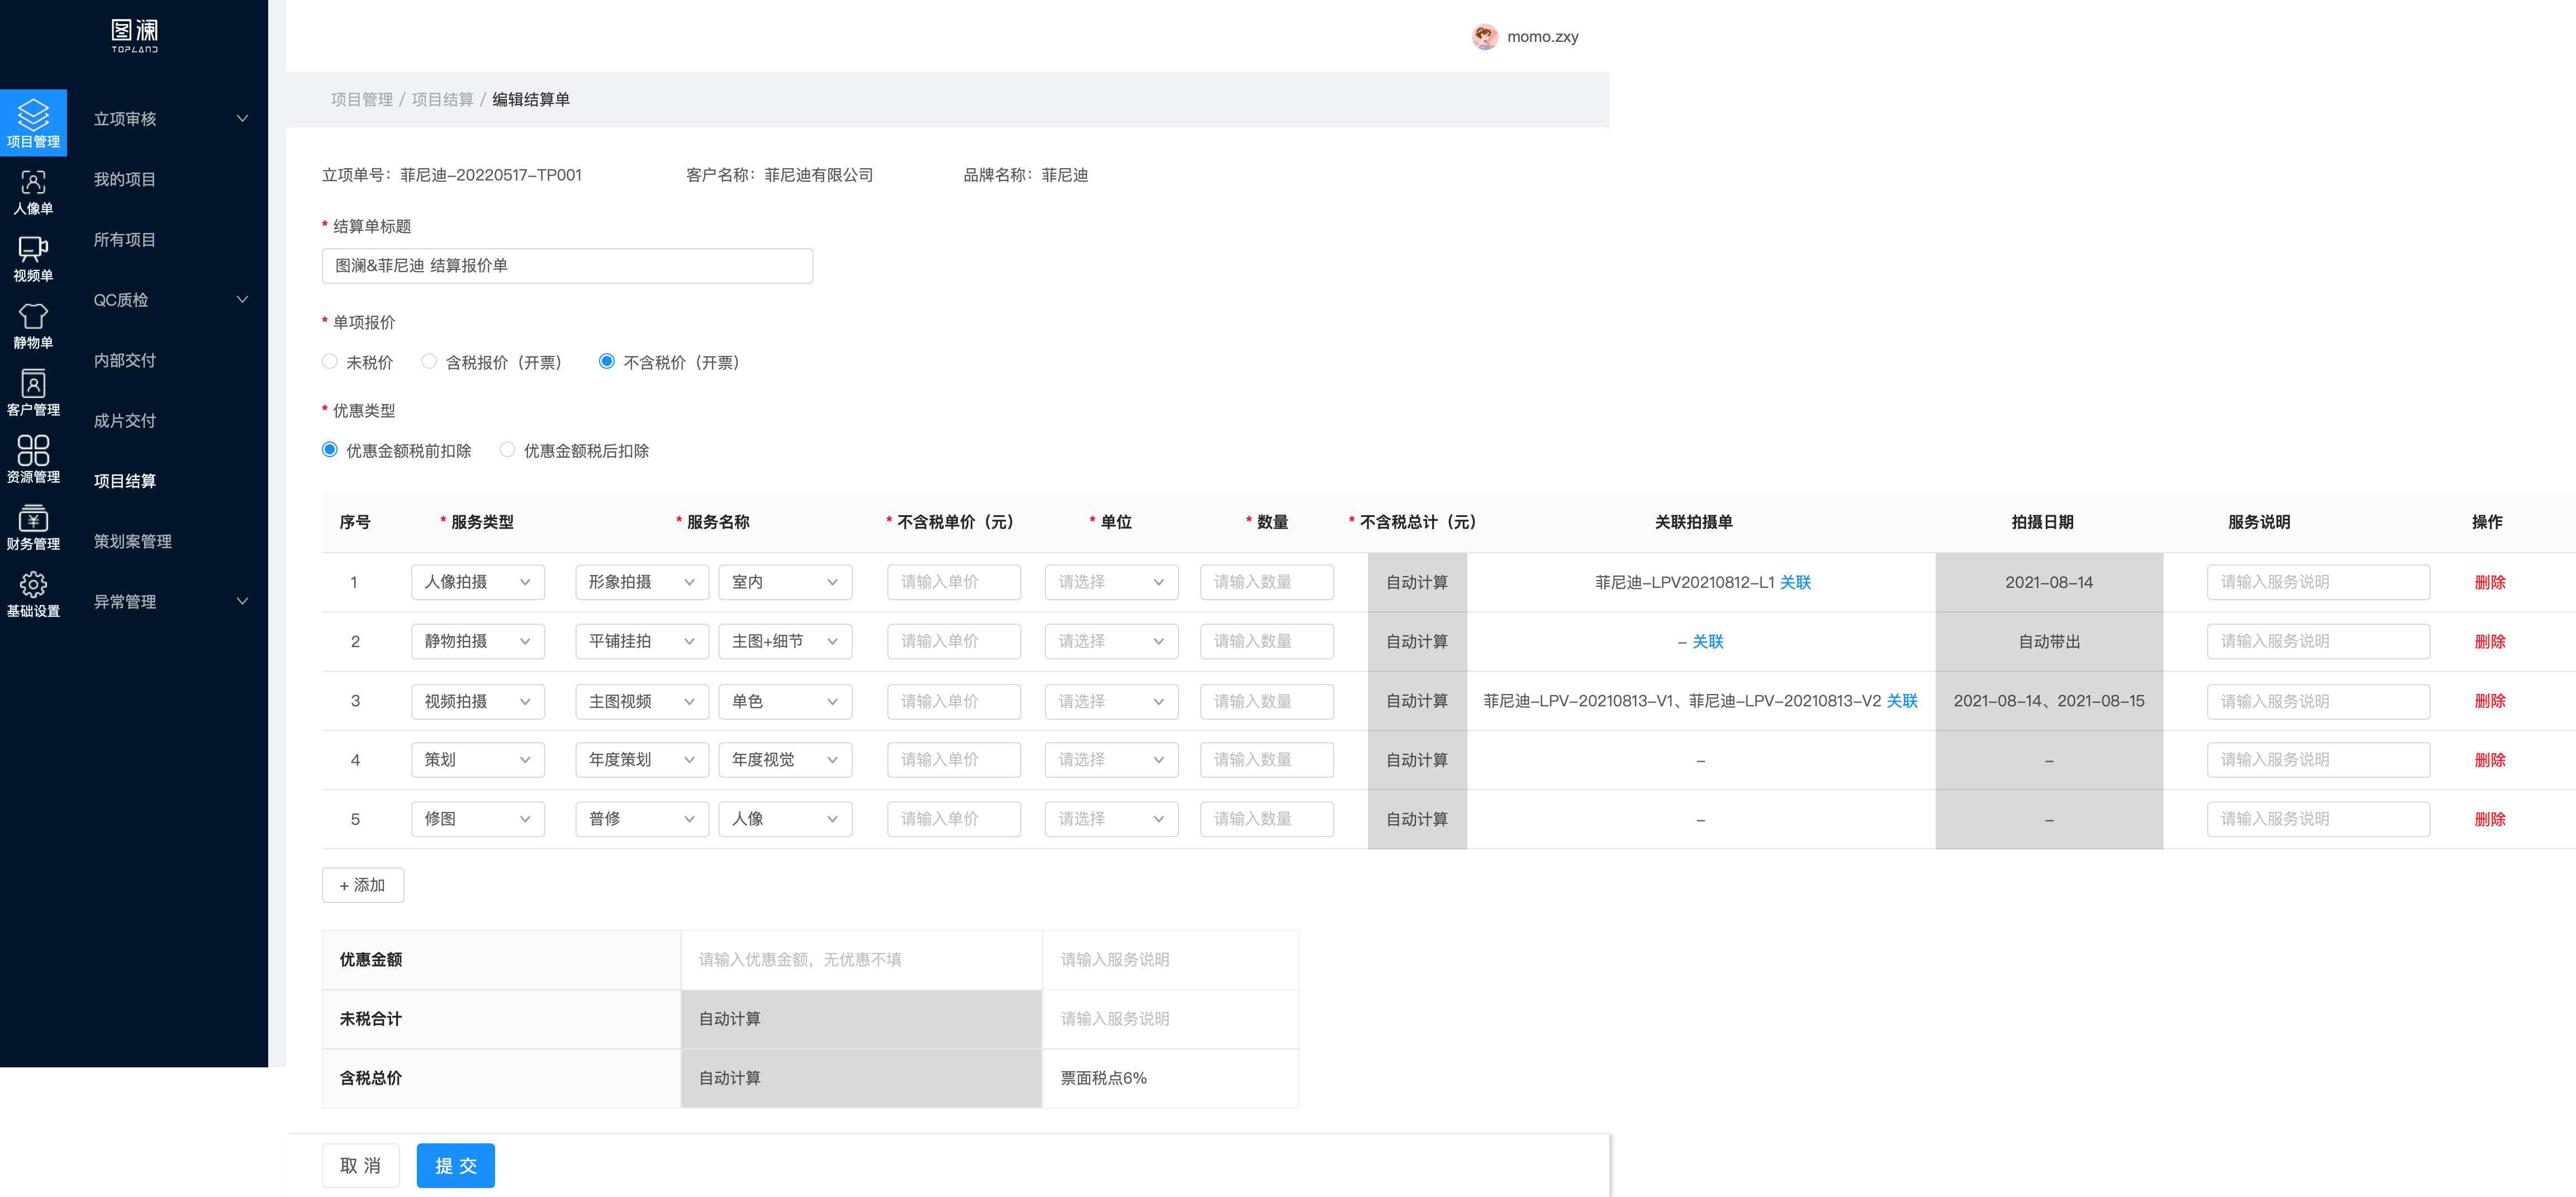 图澜
TOPLAND
momo.zxy
项目管理
人像单
视频单
静物单
客户管理
资源管理
财务管理
基础设置
立项审核
我的项目
所有项目
QC质检
内部交付
成片交付
项目结算
策划案管理
异常管理
项目管理 / 项目结算 / 编辑结算单
立项单号：菲尼迪-20220517-TP001 客户名称：菲尼迪有限公司 品牌名称：菲尼迪
* 结算单标题
图澜&菲尼迪 结算报价单
* 单项报价
未税价 含税报价（开票） 不含税价（开票）
* 优惠类型
优惠金额税前扣除 优惠金额税后扣除
序号 * 服务类型 * 服务名称 * 不含税单价（元） * 单位 * 数量 * 不含税总计（元） 关联拍摄单 拍摄日期 服务说明 操作
1 人像拍摄 形象拍摄 室内 请输入单价 请选择 请输入数量 自动计算 菲尼迪-LPV20210812-L1 关联 2021-08-14 请输入服务说明 删除
2 静物拍摄 平铺挂拍 主图+细节 请输入单价 请选择 请输入数量 自动计算 - 关联 自动带出 请输入服务说明 删除
3 视频拍摄 主图视频 单色 请输入单价 请选择 请输入数量 自动计算 菲尼迪-LPV-20210813-V1、菲尼迪-LPV-20210813-V2 关联 2021-08-14、2021-08-15 请输入服务说明 删除
4 策划 年度策划 年度视觉 请输入单价 请选择 请输入数量 自动计算 - - 请输入服务说明 删除
5 修图 普修 人像 请输入单价 请选择 请输入数量 自动计算 - - 请输入服务说明 删除
+ 添加
优惠金额 请输入优惠金额，无优惠不填 请输入服务说明
未税合计 自动计算 请输入服务说明
含税总价 自动计算 票面税点6%
取 消 提 交